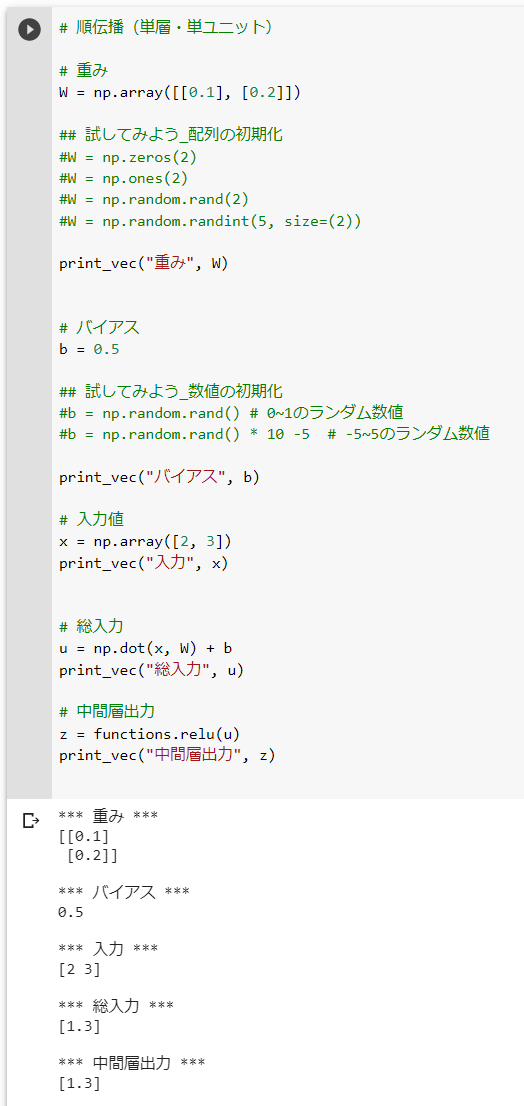 # 順伝播（単層・単ユニット）
# 重み
W = np.array([[0.1], [0.2]])
## 試してみよう_配列の初期化
#W = np.zeros(2)
#W = np.ones(2)
#W = np.random.rand(2)
#W = np.random.randint(5, size=(2))
print_vec("重み", W)
# バイアス
b = 0.5
## 試してみよう_数値の初期化
#b = np.random.rand() # 0~1のランダム数値
#b = np.random.rand() * 10 -5  # -5~5のランダム数値
print_vec("バイアス", b)
# 入力値
x = np.array([2, 3])
print_vec("入力", x)
# 総入力
u = np.dot(x, W) + b
print_vec("総入力", u)
# 中間層出力
z = functions.relu(u)
print_vec("中間層出力", z)
*** 重み ***
[[0.1]
 [0.2]]
*** バイアス ***
0.5
*** 入力 ***
[2 3]
*** 総入力 ***
[1.3]
*** 中間層出力 ***
[1.3]